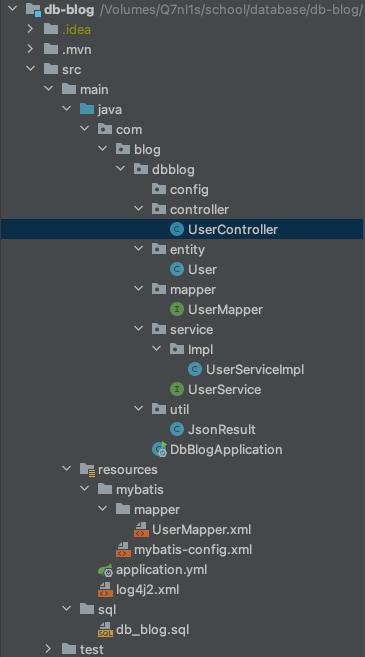 db-blog /Volumes/Q7nl1s/school/database/db-blog/
.idea
.mvn
src
main
java
com
blog
dbblog
config
controller
UserController
entity
User
mapper
UserMapper
service
Impl
UserServiceImpl
UserService
util
JsonResult
DbBlogApplication
resources
mybatis
mapper
UserMapper.xml
mybatis-config.xml
application.yml
log4j2.xml
sql
db_blog.sql
test